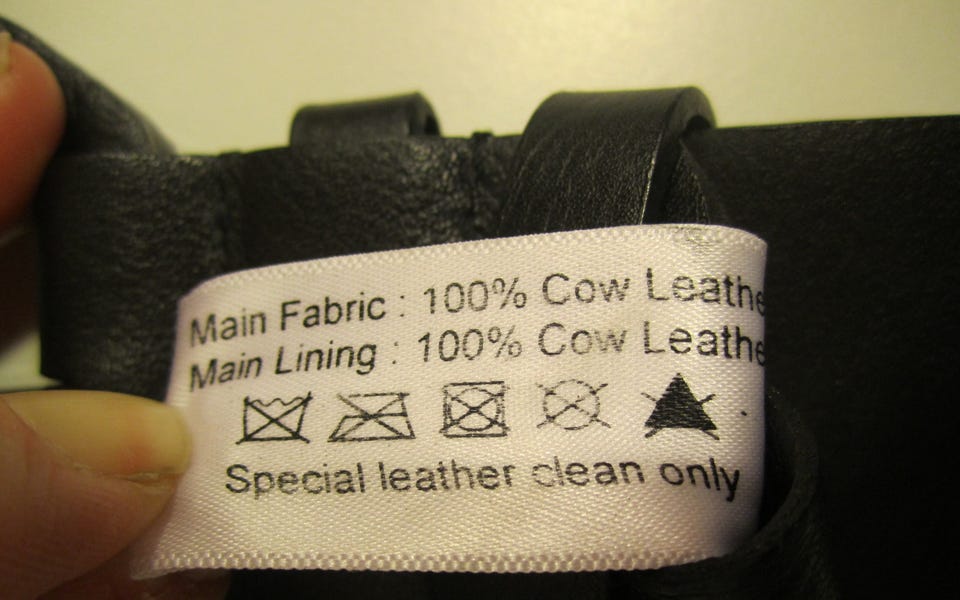 Main Fabric : 100% Cow Leathe
Main Lining : 100% Cow Leathe
Special leather clean only